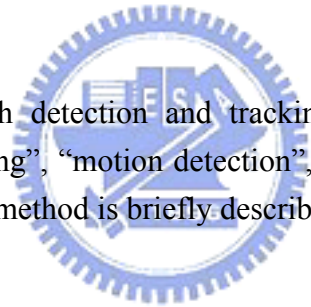 h detection and trackin
ng”, “motion detection”,
method is briefly describ